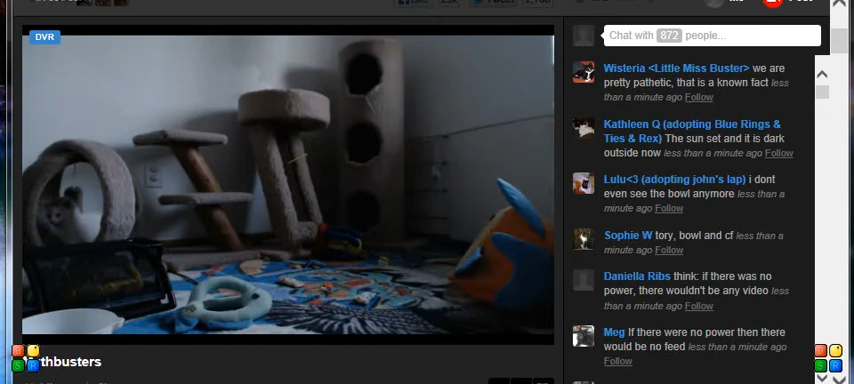 Like
Tweet
DVR
Chat with 872 people...
Wisteria <Little Miss Buster> we are
pretty pathetic, that is a known fact less
than a minute ago Follow
Kathleen Q (adopting Blue Rings &
Ties & Rex) The sun set and it is dark
outside now less than a minute ago Follow
Lulu<3 (adopting john's lap) i dont
even see the bowl anymore less than a
minute ago Follow
Sophie W tory, bowl and cf less than a
minute ago Follow
Daniella Ribs think: if there was no
power, there wouldn't be any video less
than a minute ago Follow
Meg If there were no power then there
would be no feed less than a minute ago
Follow
thbusters